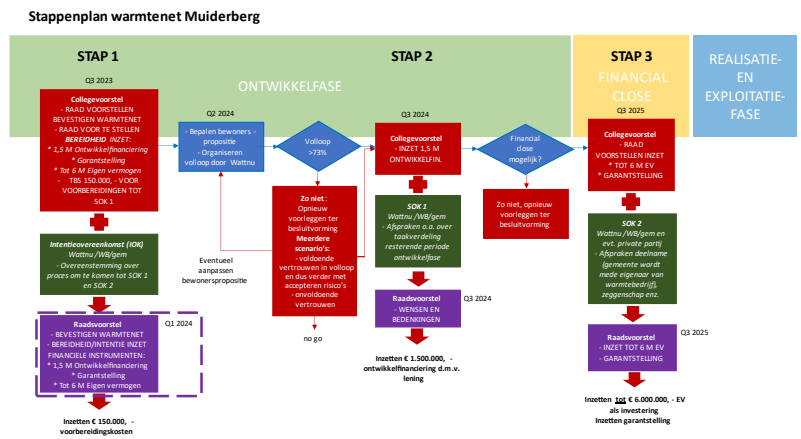 Stappenplan warmtenet Muiderberg
STAP 1
STAP 2
STAP 3
ONTWIKKELFASE
FINANCIAL
CLOSE
REALISATIE-
EN
EXPLOITATIE-
FASE
Q3 2023
Collegevoorstel
- RAAD VOORSTELLEN
BEVESTIGEN WARMTENET
- RAAD VOOR TE STELLEN
BEREIDHEID INZET:
* 1,5 M Ontwikkelfinanciering
* Garantstelling
* Tot 6 M Eigen vermogen
- TBS 150.000, - VOOR
VOORBEREIDINGEN TOT
SOK 1
Intentieovereenkomst (IOK)
Wattnu /WB/gem
- Overeenstemming over
proces om te komen tot SOK 1
en SOK 2
Q1 2024
Raadsvoorstel
- BEVESTIGEN WARMTENET
- BEREIDHEID/INTENTIE INZET
FINANCIELE INSTRUMENTEN:
* 1,5 M Ontwikkelfinanciering
* Garantstelling
* Tot 6 M Eigen vermogen
Inzetten € 150.000, -
voorbereidingskosten
Q2 2024
- Bepalen bewoners -
propositie
- Organiseren
volloop door Wattnu
Volloop
>73%
Zo niet :
Opnieuw
voorleggen ter
besluitvorming
Meerdere
scenario's:
- voldoende
vertrouwen in volloop
en dus verder met
accepteren risico's
- onvoldoende
vertrouwen
Eventueel
aanpassen
bewonerspropositie
no go
Q3 2024
Collegevoorstel
- INZET 1,5 M
ONTWIKKELFIN.
SOK 1
Wattnu /WB/gem
- Afspraken o.a. over
taakverdeling
resterende periode
ontwikkelfase
Q3 2024
Raadsvoorstel
- WENSEN EN
BEDENKINGEN
Inzetten € 1.500.000, -
ontwikkelfinanciering d.m.v.
lening
Financial
close
mogelijk?
Zo niet, opnieuw
voorleggen ter
besluitvorming
Q3 2025
Collegevoorstel
- RAAD
VOORSTELLEN INZET
* TOT 6 M EV
* GARANTSTELLING
SOK 2
Wattnu /WB/gem en
evt. private partij
- Afspraken deelname
(gemeente wordt
mede eigenaar van
warmtebedrijf),
zeggenschap enz.
Q3 2025
Raadsvoorstel
- INZET TOT 6 M EV
- GARANTSTELLING
Inzetten tot € 6.000.000, - EV
als investering
Inzetten garantstelling